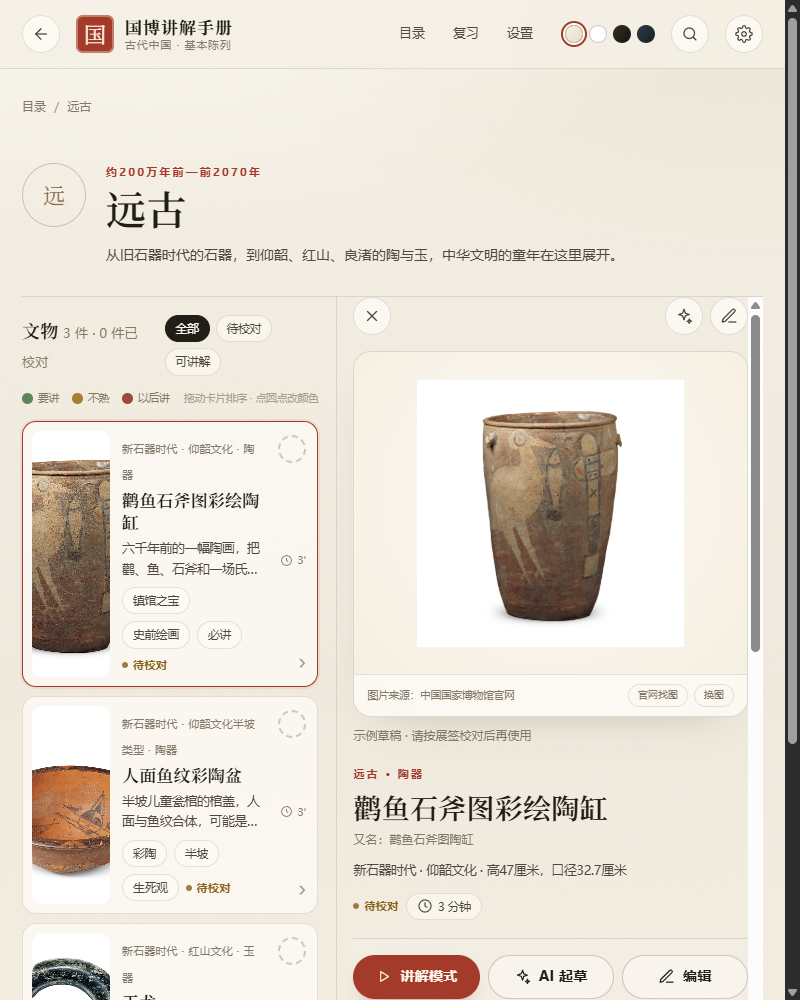 国
国博讲解手册
古代中国 · 基本陈列
目录
复习
设置
目录 / 远古
远
约200万年前—前2070年
远古
从旧石器时代的石器，到仰韶、红山、良渚的陶与玉，中华文明的童年在这里展开。
文物 3 件 · 0 件已
校对
全部
待校对
可讲解
要讲
不熟
以后讲
拖动卡片排序 · 点圆点改颜色
新石器时代 · 仰韶文化 · 陶
器
鹳鱼石斧图彩绘陶
缸
六千年前的一幅陶画，把
鹳、鱼、石斧和一场氏…
3′
镇馆之宝
史前绘画
必讲
待校对
新石器时代 · 仰韶文化半坡
类型 · 陶器
人面鱼纹彩陶盆
半坡儿童瓮棺的棺盖，人
面与鱼纹合体，可能是…
3′
彩陶
半坡
生死观
待校对
新石器时代 · 红山文化 · 玉
器
图片来源：中国国家博物馆官网
官网找图
换图
示例草稿 · 请按展签校对后再使用
远古 • 陶器
鹳鱼石斧图彩绘陶缸
又名：鹳鱼石斧图陶缸
新石器时代 · 仰韶文化 · 高47厘米，口径32.7厘米
待校对
3 分钟
讲解模式
AI 起草
编辑